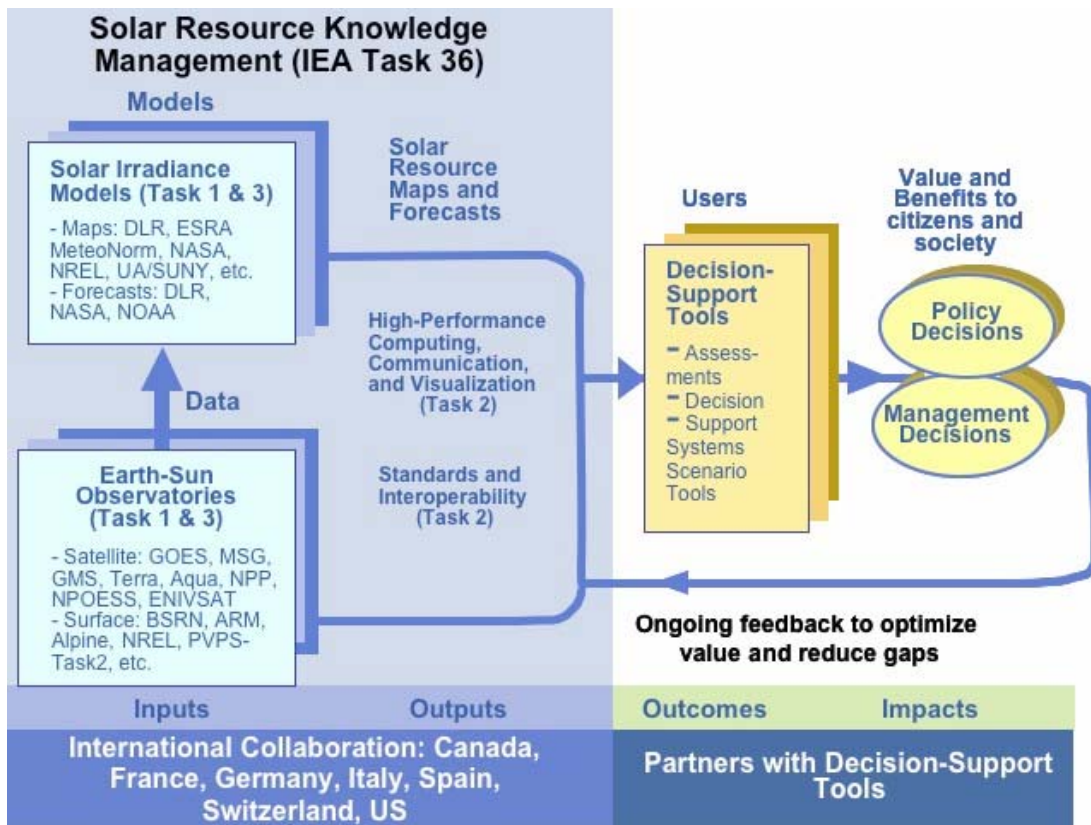 Solar Resource Knowledge
Management (IEA Task 36)
Models
Solar Irradiance
Models (Task 1 & 3)
- Maps: DLR, ESRA
MeteoNorm, NASA,
NREL, UA/SUNY, etc.
- Forecasts: DLR,
NASA, NOAA
Data
Earth-Sun
Observatories
(Task 1 & 3)
- Satellite: GOES, MSG,
GMS, Terra, Aqua, NPP,
NPOESS, ENIVSAT
- Surface: BSRN, ARM,
Alpine, NREL, PVPS-
Task2, etc.
Solar
Resource
Maps and
Forecasts
High-Performance
Computing,
Communication,
and Visualization
(Task 2)
Standards and
Interoperability
(Task 2)
Users
Decision-
Support
Tools
- Assess-
ments
- Decision
- Support
Systems
Scenario
Tools
Value and
Benefits to
citizens and
society
Policy
Decisions
Management
Decisions
Ongoing feedback to optimize
value and reduce gaps
Inputs
Outputs
Outcomes
Impacts
International Collaboration: Canada,
France, Germany, Italy, Spain,
Switzerland, US
Partners with Decision-Support
Tools